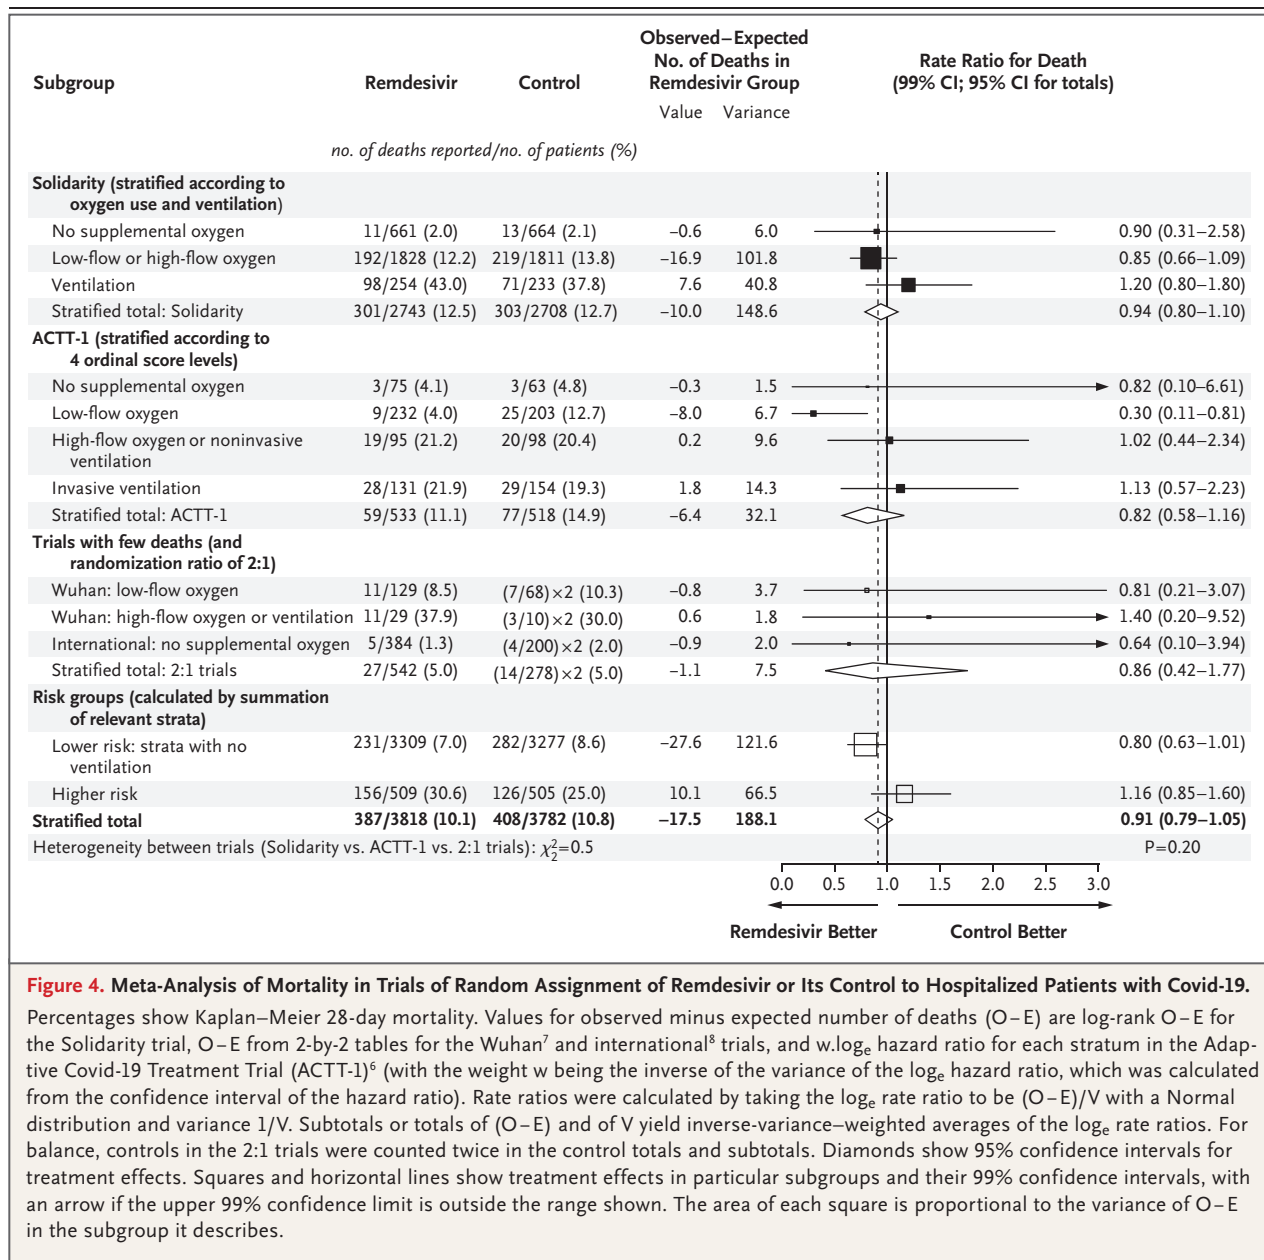 Subgroup Remdesivir Control Observed–Expected No. of Deaths in Remdesivir Group Rate Ratio for Death (99% CI; 95% CI for totals)
Value Variance
no. of deaths reported/no. of patients (%)
Solidarity (stratified according to
oxygen use and ventilation)
No supplemental oxygen 11/661 (2.0) 13/664 (2.1) –0.6 6.0 0.90 (0.31–2.58)
Low-flow or high-flow oxygen 192/1828 (12.2) 219/1811 (13.8) –16.9 101.8 0.85 (0.66–1.09)
Ventilation 98/254 (43.0) 71/233 (37.8) 7.6 40.8 1.20 (0.80–1.80)
Stratified total: Solidarity 301/2743 (12.5) 303/2708 (12.7) –10.0 148.6 0.94 (0.80–1.10)
ACTT-1 (stratified according to
4 ordinal score levels)
No supplemental oxygen 3/75 (4.1) 3/63 (4.8) –0.3 1.5 0.82 (0.10–6.61)
Low-flow oxygen 9/232 (4.0) 25/203 (12.7) –8.0 6.7 0.30 (0.11–0.81)
High-flow oxygen or noninvasive 19/95 (21.2) 20/98 (20.4) 0.2 9.6 1.02 (0.44–2.34)
ventilation
Invasive ventilation 28/131 (21.9) 29/154 (19.3) 1.8 14.3 1.13 (0.57–2.23)
Stratified total: ACTT-1 59/533 (11.1) 77/518 (14.9) –6.4 32.1 0.82 (0.58–1.16)
Trials with few deaths (and
randomization ratio of 2:1)
Wuhan: low-flow oxygen 11/129 (8.5) (7/68)×2 (10.3) –0.8 3.7 0.81 (0.21–3.07)
Wuhan: high-flow oxygen or ventilation 11/29 (37.9) (3/10)×2 (30.0) 0.6 1.8 1.40 (0.20–9.52)
International: no supplemental oxygen 5/384 (1.3) (4/200)×2 (2.0) –0.9 2.0 0.64 (0.10–3.94)
Stratified total: 2:1 trials 27/542 (5.0) (14/278)×2 (5.0) –1.1 7.5 0.86 (0.42–1.77)
Risk groups (calculated by summation
of relevant strata)
Lower risk: strata with no 231/3309 (7.0) 282/3277 (8.6) –27.6 121.6 0.80 (0.63–1.01)
ventilation
Higher risk 156/509 (30.6) 126/505 (25.0) 10.1 66.5 1.16 (0.85–1.60)
Stratified total 387/3818 (10.1) 408/3782 (10.8) –17.5 188.1 0.91 (0.79–1.05)
Heterogeneity between trials (Solidarity vs. ACTT-1 vs. 2:1 trials): χ²₂=0.5 P=0.20
0.0 0.5 1.0 1.5 2.0 2.5 3.0
Remdesivir Better Control Better
Figure 4. Meta-Analysis of Mortality in Trials of Random Assignment of Remdesivir or Its Control to Hospitalized Patients with Covid-19.
Percentages show Kaplan–Meier 28-day mortality. Values for observed minus expected number of deaths (O–E) are log-rank O–E for
the Solidarity trial, O–E from 2-by-2 tables for the Wuhan⁷ and international⁸ trials, and w.logₑ hazard ratio for each stratum in the Adap-
tive Covid-19 Treatment Trial (ACTT-1)⁶ (with the weight w being the inverse of the variance of the logₑ hazard ratio, which was calculated
from the confidence interval of the hazard ratio). Rate ratios were calculated by taking the logₑ rate ratio to be (O–E)/V with a Normal
distribution and variance 1/V. Subtotals or totals of (O–E) and of V yield inverse-variance–weighted averages of the logₑ rate ratios. For
balance, controls in the 2:1 trials were counted twice in the control totals and subtotals. Diamonds show 95% confidence intervals for
treatment effects. Squares and horizontal lines show treatment effects in particular subgroups and their 99% confidence intervals, with
an arrow if the upper 99% confidence limit is outside the range shown. The area of each square is proportional to the variance of O–E
in the subgroup it describes.